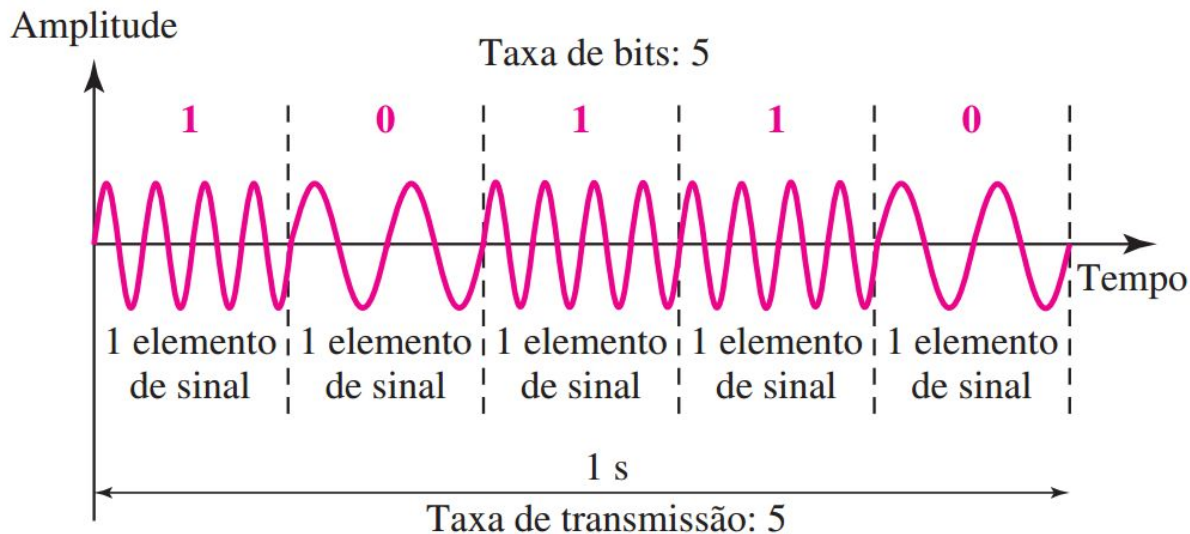 Amplitude
Taxa de bits: 5
1 0 1 1 0
Tempo
1 elemento 1 elemento 1 elemento 1 elemento 1 elemento
de sinal de sinal de sinal de sinal de sinal
1 s
Taxa de transmissão: 5